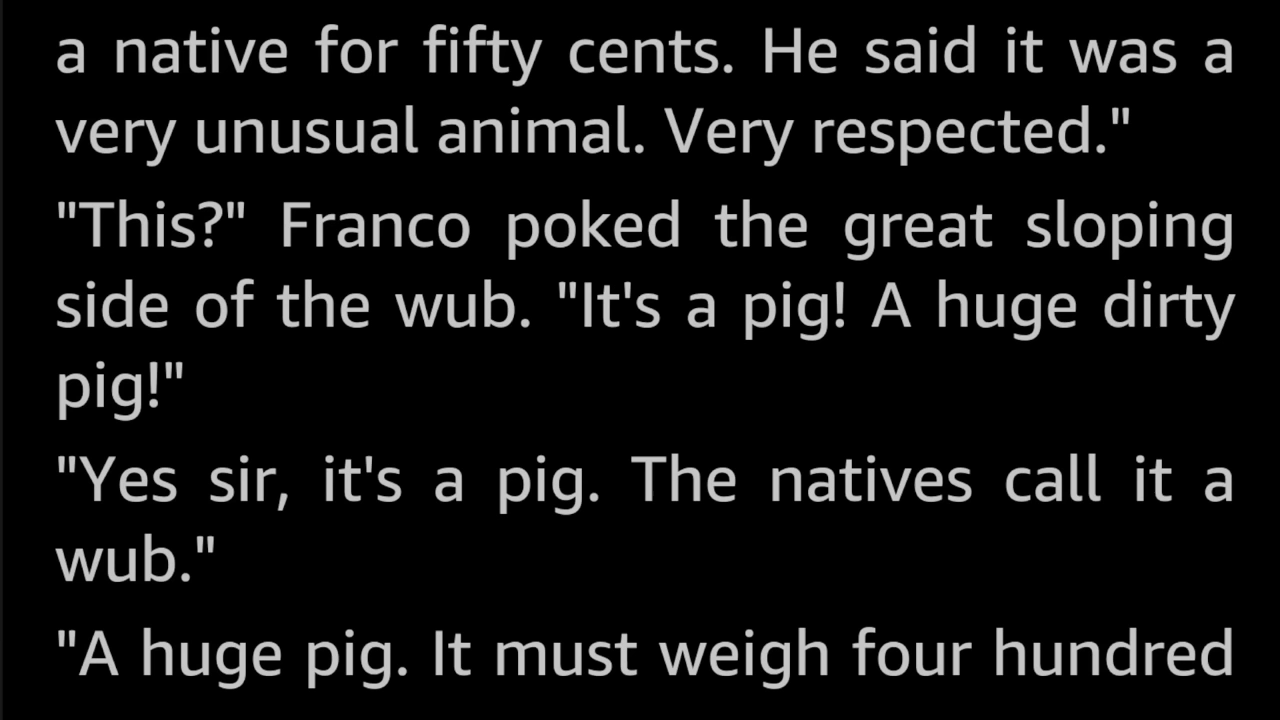 a native for fifty cents. He said it was a
very unusual animal. Very respected."
"This?" Franco poked the great sloping
side of the wub. "It's a pig! A huge dirty
pig!"
"Yes sir, it's a pig. The natives call it a
wub."
"A huge pig. It must weigh four hundred